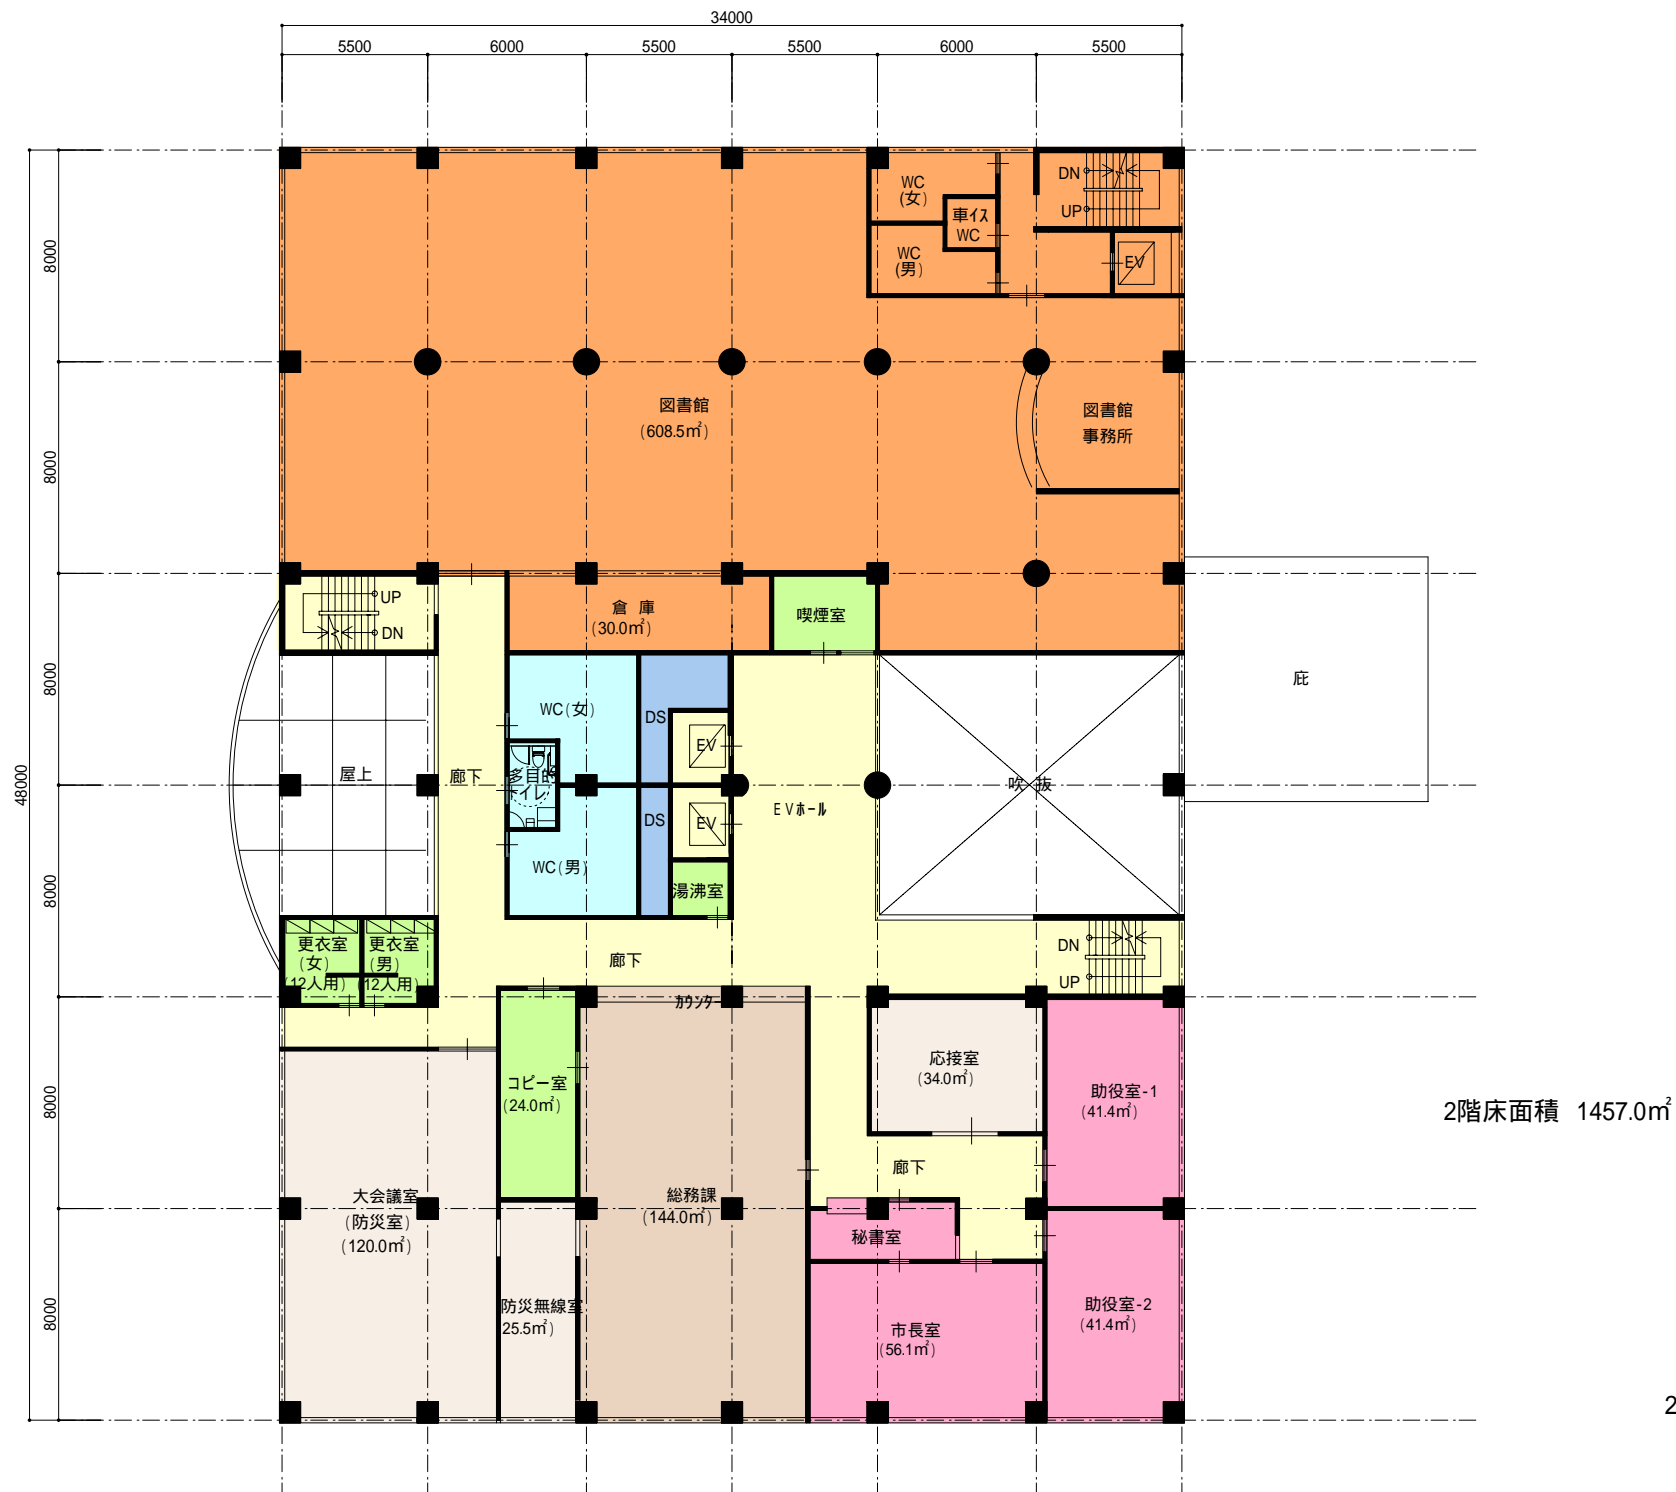 34000
5500
6000
5500
5500
6000
5500
8000
8000
8000
8000
8000
8000
48000
WC
(女)
車イス
WC
WC
(男)
DN
UP
EV
図書館
(608.5㎡)
図書館
事務所
UP
DN
倉 庫
(30.0㎡)
喫煙室
WC(女)
DS
EV
庇
屋上
廊下
多目的
トイレ
EVホール
吹 抜
DS
EV
WC(男)
湯沸室
更衣室
(女)
(12人用)
更衣室
(男)
(12人用)
廊下
DN
UP
カウンター
コピー室
(24.0㎡)
応接室
(34.0㎡)
助役室-1
(41.4㎡)
2階床面積 1457.0㎡
廊下
大会議室
(防災室)
(120.0㎡)
総務課
(144.0㎡)
秘書室
防災無線室
25.5㎡)
市長室
(56.1㎡)
助役室-2
(41.4㎡)
2